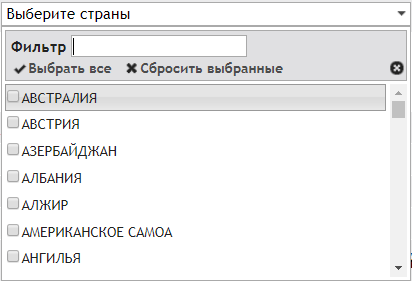 Выберите страны
Фильтр
Выбрать все Сбросить выбранные
АВСТРАЛИЯ
АВСТРИЯ
АЗЕРБАЙДЖАН
АЛБАНИЯ
АЛЖИР
АМЕРИКАНСКОЕ САМОА
АНГИЛЬЯ